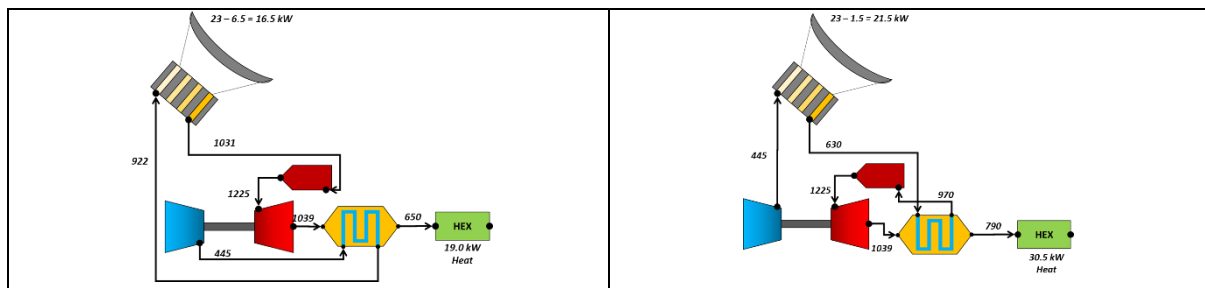 23 – 6.5 = 16.5 kW
1031
922
1225
1039
650
HEX
445
19.0 kW
Heat
23 – 1.5 = 21.5 kW
630
445
1225
970
790
HEX
1039
30.5 kW
Heat